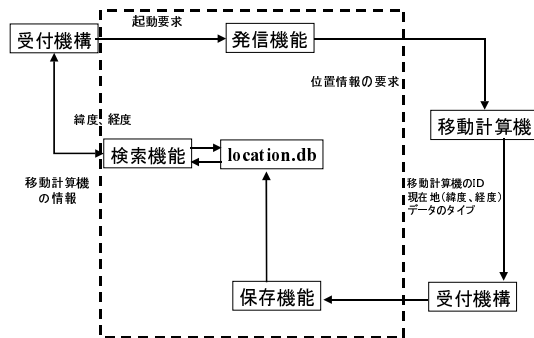 起動要求
受付機構
発信機能
位置情報の要求
緯度、経度
移動計算機
検索機能
location.db
移動計算機
の情報
移動計算機のID
現在地(緯度、経度)
データのタイプ
保存機能
受付機構